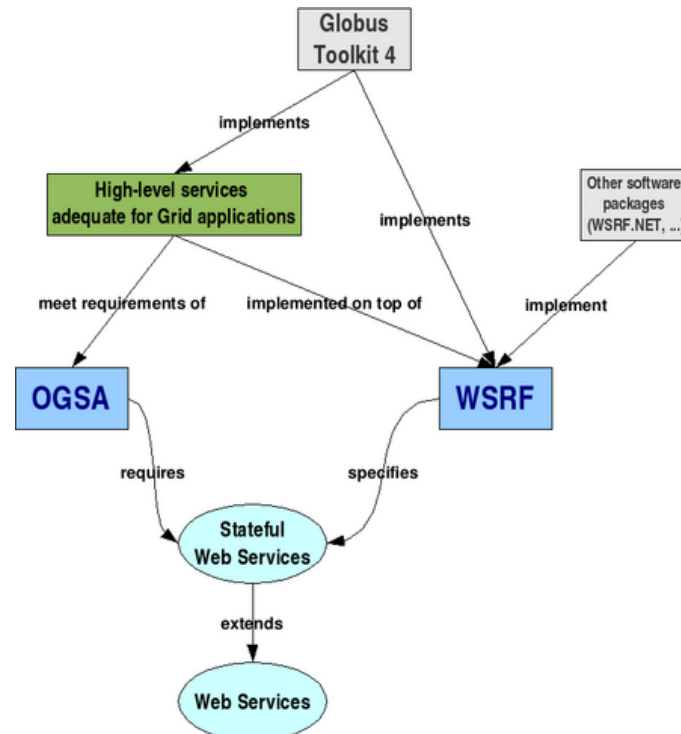 Globus
Toolkit 4
implements
High-level services
adequate for Grid applications
Other software
packages
(WSRF.NET, ...)
implements
meet requirements of
implemented on top of
implement
OGSA
WSRF
requires
specifies
Stateful
Web Services
extends
Web Services